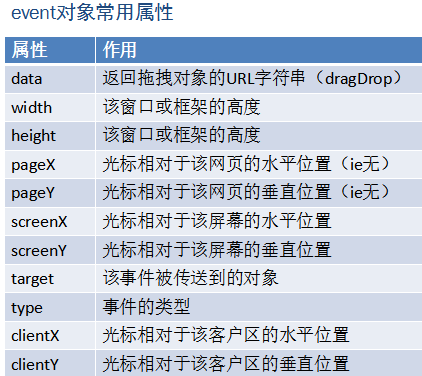 event对象常用属性
属性 作用
data 返回拖拽对象的URL字符串（dragDrop）
width 该窗口或框架的高度
height 该窗口或框架的高度
pageX 光标相对于该网页的水平位置（ie无）
pageY 光标相对于该网页的垂直位置（ie无）
screenX 光标相对于该屏幕的水平位置
screenY 光标相对于该屏幕的垂直位置
target 该事件被传送到的对象
type 事件的类型
clientX 光标相对于该客户区的水平位置
clientY 光标相对于该客户区的垂直位置